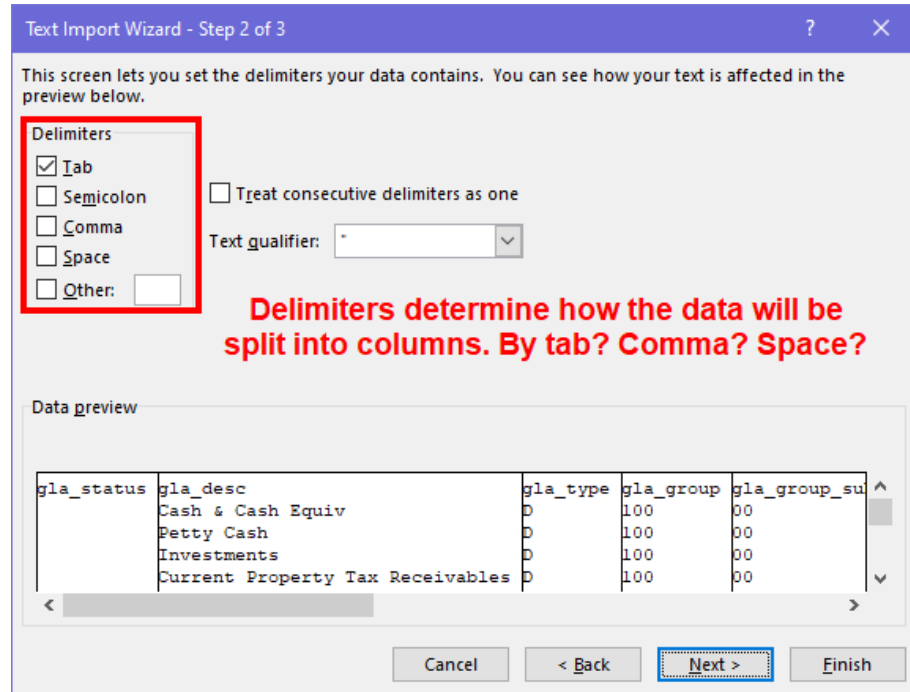 Text Import Wizard - Step 2 of 3 ?
This screen lets you set the delimiters your data contains. You can see how your text is affected in the
preview below.
Delimiters
Tab
Semicolon
Comma
Space
Other:
Treat consecutive delimiters as one
Text qualifier: "
Delimiters determine how the data will be
split into columns. By tab? Comma? Space?
Data preview
gla_status gla_desc gla_type gla_group gla_group_su
Cash & Cash Equiv D 100 00
Petty Cash D 100 00
Investments D 100 00
Current Property Tax Receivables D 100 00
Cancel < Back Next > Finish